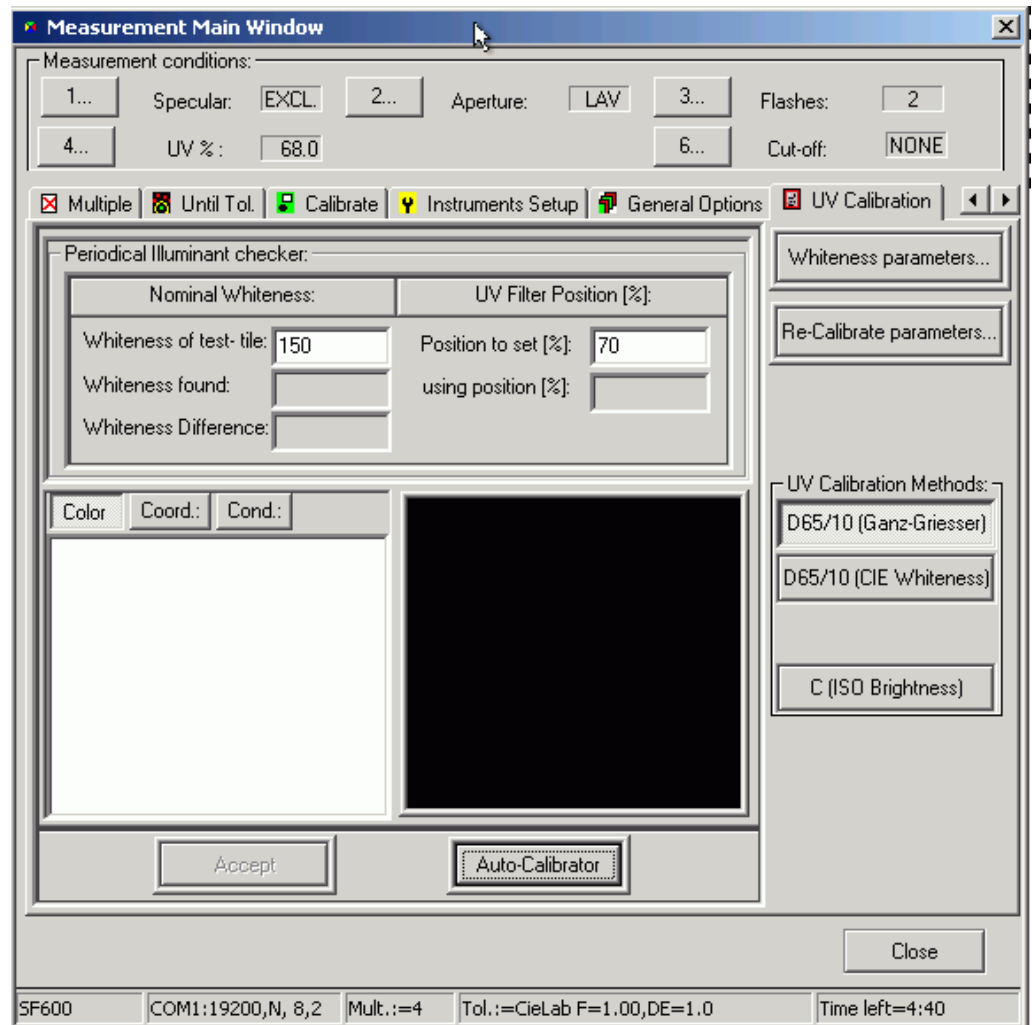 Measurement Main Window
Measurement conditions:
1... Specular: EXCL. 2... Aperture: LAV 3... Flashes: 2
4... UV % : 68.0 6... Cut-off: NONE
Multiple Until Tol. Calibrate Instruments Setup General Options UV Calibration
Periodical Illuminant checker:
Nominal Whiteness: UV Filter Position [%]:
Whiteness of test- tile: 150 Position to set [%]: 70
Whiteness found: using position [%]:
Whiteness Difference:
Whiteness parameters...
Re-Calibrate parameters...
Color Coord.: Cond.:
UV Calibration Methods:
D65/10 (Ganz-Griesser)
D65/10 (CIE Whiteness)
C (ISO Brightness)
Accept Auto-Calibrator
Close
SF600 COM1:19200,N, 8,2 Mult.:=4 Tol.:=CieLab F=1.00,DE=1.0 Time left=4:40